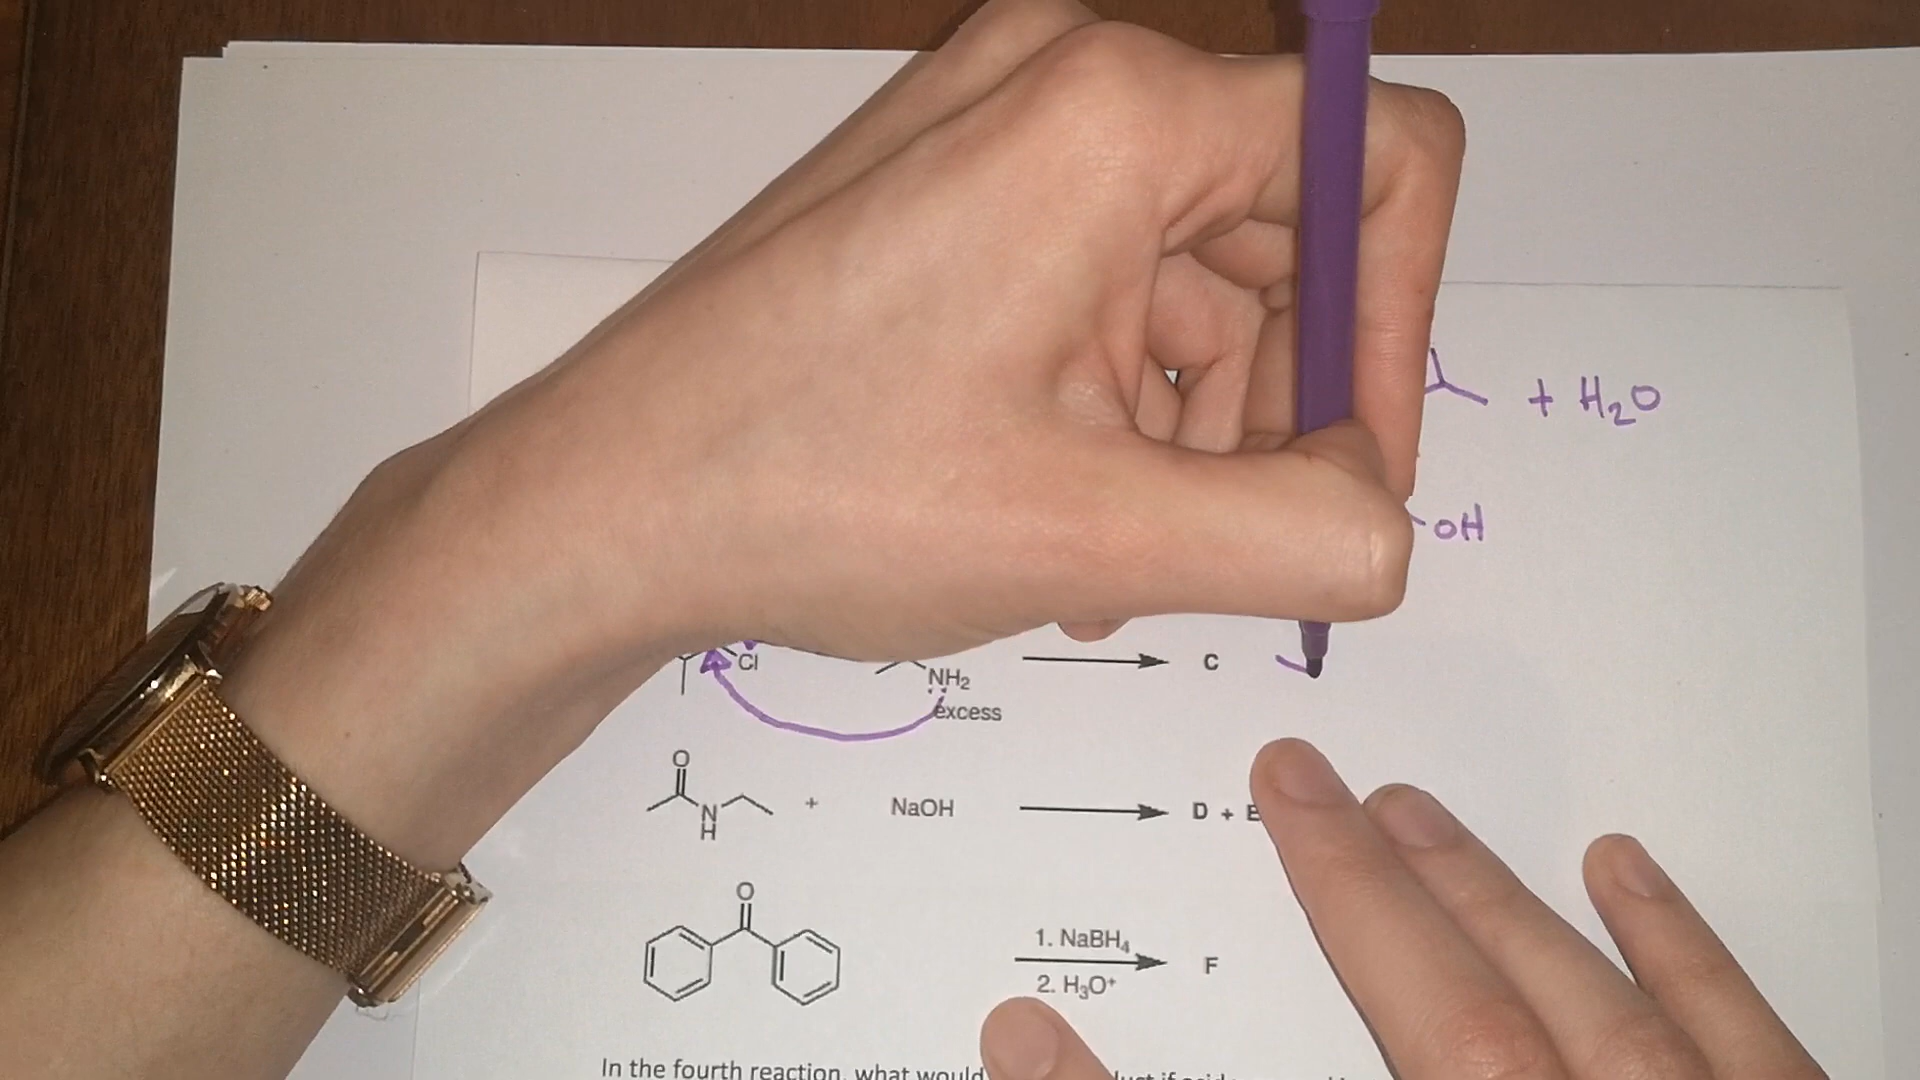 + H₂O
OH
Cl NH₂ C
excess
O
N
H + NaOH D + E
O
1. NaBH₄
F
2. H₃O⁺
In the fourth reaction, what would